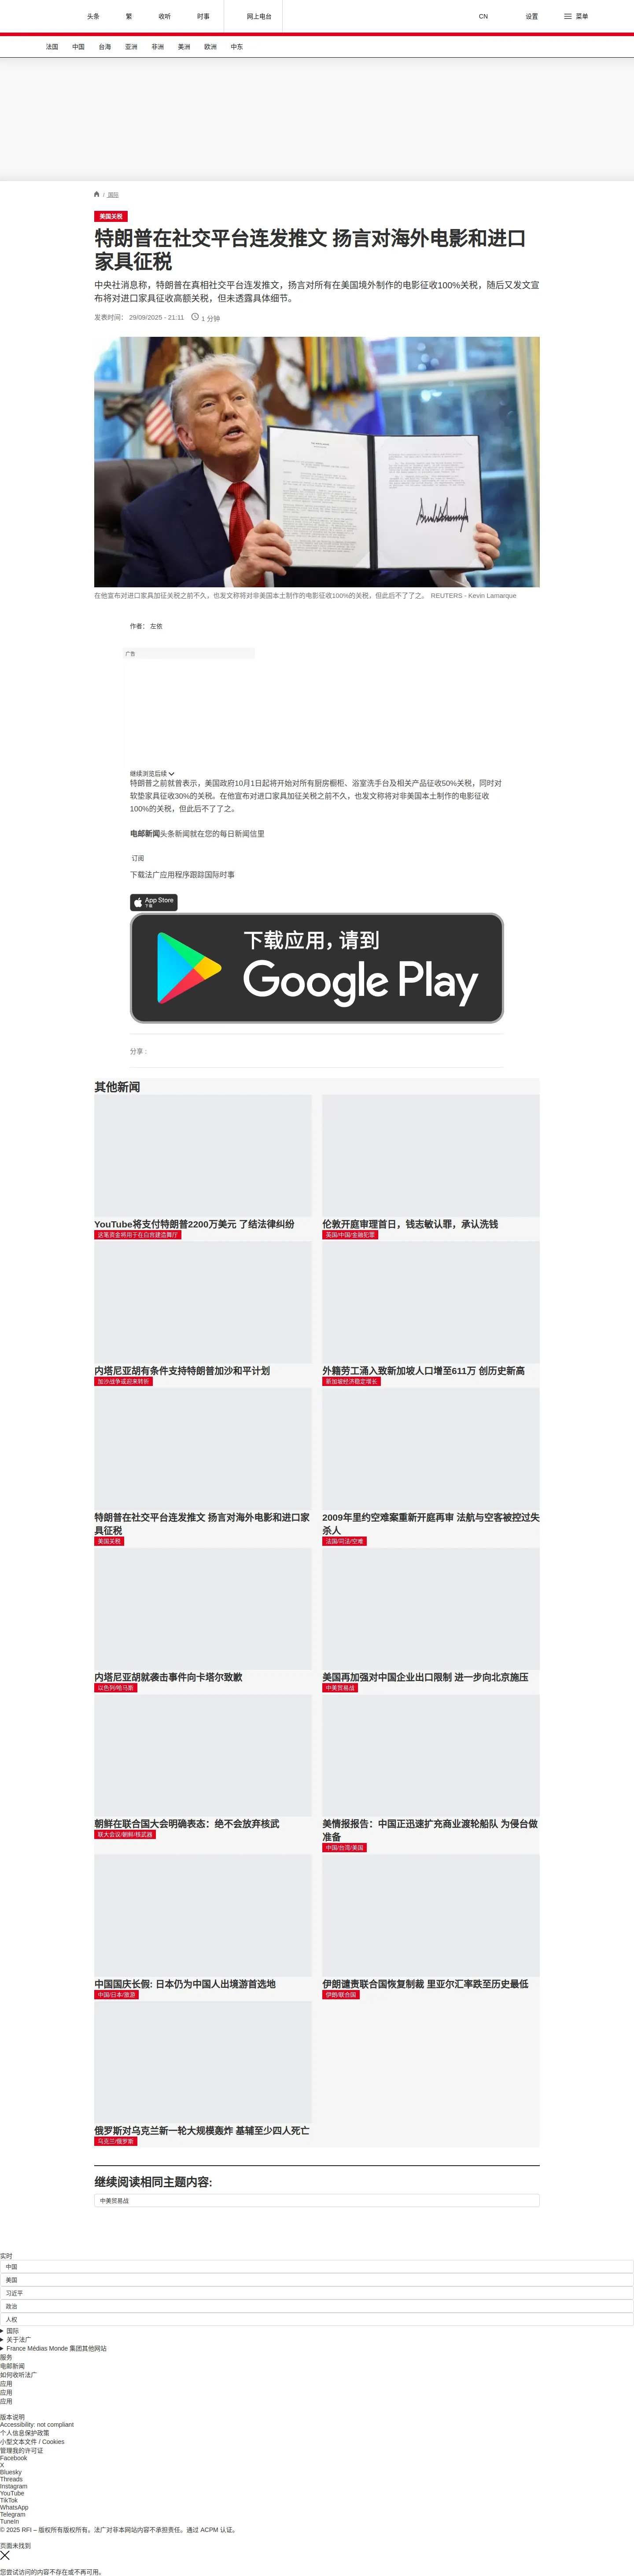 头条
繁
收听
时事
网上电台
CN
设置
菜单
法国
中国
台海
亚洲
非洲
美洲
欧洲
中东
/ 国际
美国关税
特朗普在社交平台连发推文 扬言对海外电影和进口
家具征税
中央社消息称，特朗普在真相社交平台连发推文，扬言对所有在美国境外制作的电影征收100%关税，随后又发文宣
布将对进口家具征收高额关税，但未透露具体细节。
发表时间： 29/09/2025 - 21:11
1 分钟
在他宣布对进口家具加征关税之前不久，也发文称将对非美国本土制作的电影征收100%的关税，但此后不了了之。 REUTERS - Kevin Lamarque
作者： 左依
广告
继续浏览后续
特朗普之前就曾表示，美国政府10月1日起将开始对所有厨房橱柜、浴室洗手台及相关产品征收50%关税，同时对
软垫家具征收30%的关税。在他宣布对进口家具加征关税之前不久，也发文称将对非美国本土制作的电影征收
100%的关税，但此后不了了之。
电邮新闻头条新闻就在您的每日新闻信里
订阅
下载法广应用程序跟踪国际时事
App Store
下载
下载应用，请到
Google Play
分享 :
其他新闻
YouTube将支付特朗普2200万美元 了结法律纠纷
这笔资金将用于在白宫建造舞厅
伦敦开庭审理首日，钱志敏认罪，承认洗钱
英国/中国/金融犯罪
内塔尼亚胡有条件支持特朗普加沙和平计划
加沙战争或迎来转折
外籍劳工涌入致新加坡人口增至611万 创历史新高
新加坡经济稳定增长
特朗普在社交平台连发推文 扬言对海外电影和进口家
具征税
美国关税
2009年里约空难案重新开庭再审 法航与空客被控过失
杀人
法国/司法/空难
内塔尼亚胡就袭击事件向卡塔尔致歉
以色列/哈马斯
美国再加强对中国企业出口限制 进一步向北京施压
中美贸易战
朝鲜在联合国大会明确表态：绝不会放弃核武
联大会议/朝鲜/核武器
美情报报告：中国正迅速扩充商业渡轮船队 为侵台做
准备
中国/台湾/美国
中国国庆长假: 日本仍为中国人出境游首选地
中国/日本/旅游
伊朗谴责联合国恢复制裁 里亚尔汇率跌至历史最低
伊朗/联合国
俄罗斯对乌克兰新一轮大规模轰炸 基辅至少四人死亡
乌克兰/俄罗斯
继续阅读相同主题内容:
中美贸易战
实时
中国
美国
习近平
政治
人权
国际
关于法广
France Médias Monde 集团其他网站
服务
电邮新闻
如何收听法广
应用
应用
应用
版本说明
Accessibility: not compliant
个人信息保护政策
小型文本文件 / Cookies
管理我的许可证
Facebook
X
Bluesky
Threads
Instagram
YouTube
TikTok
WhatsApp
Telegram
TuneIn
© 2025 RFI – 版权所有版权所有。法广对非本网站内容不承担责任。通过 ACPM 认证。
页面未找到
您尝试访问的内容不存在或不再可用。